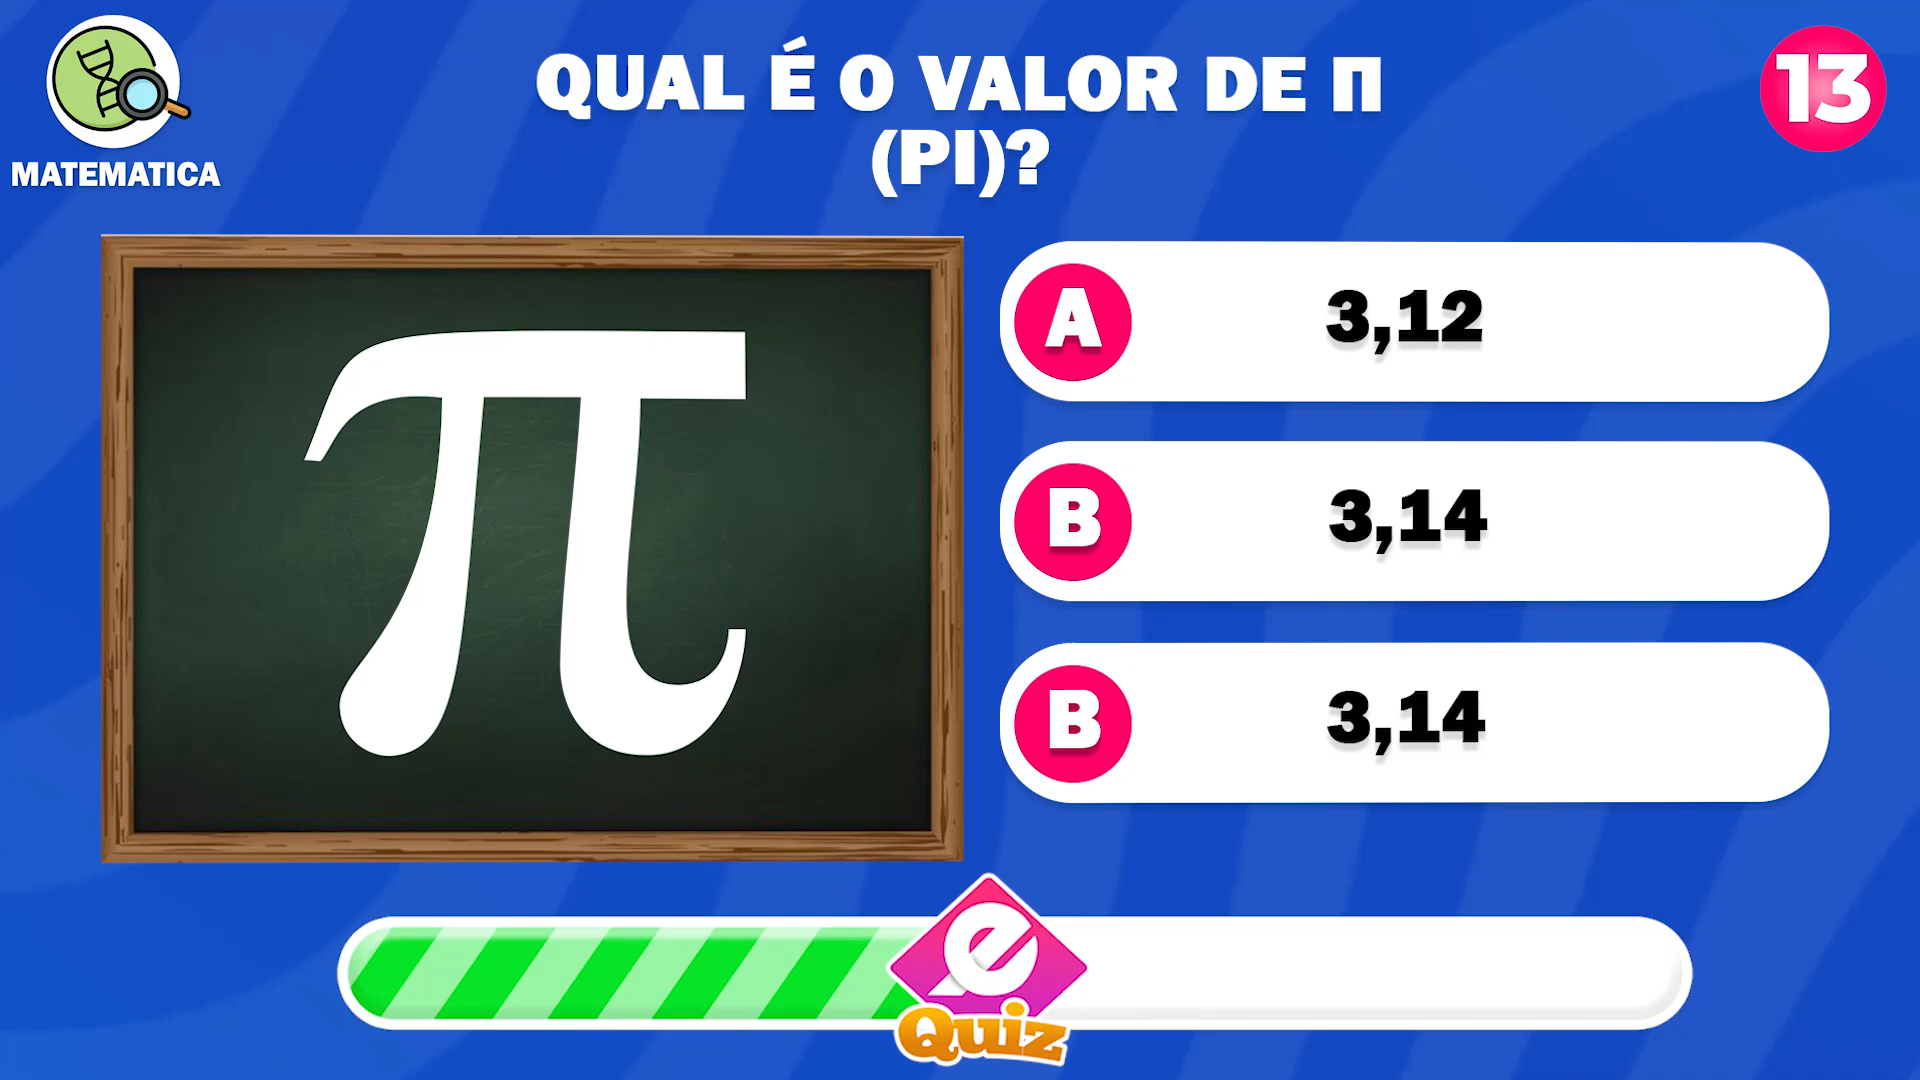 QUAL É O VALOR DE П
(PI)?
13
MATEMATICA
π
A 3,12
B 3,14
B 3,14
e
Quiz